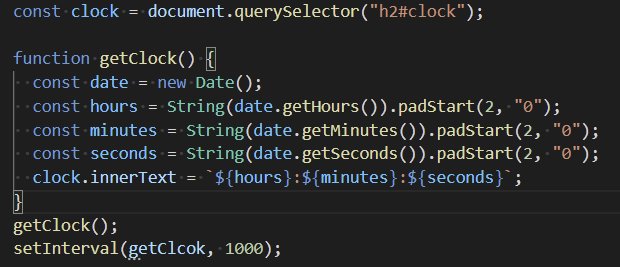 const clock = document.querySelector("h2#clock");
function getClock() {
const date = new Date();
const hours = String(date.getHours()).padStart(2, "0");
const minutes = String(date.getMinutes()).padStart(2, "0");
const seconds = String(date.getSeconds()).padStart(2, "0");
clock.innerText = `${hours}:${minutes}:${seconds}`;
}
getClock();
setInterval(getClcok, 1000);